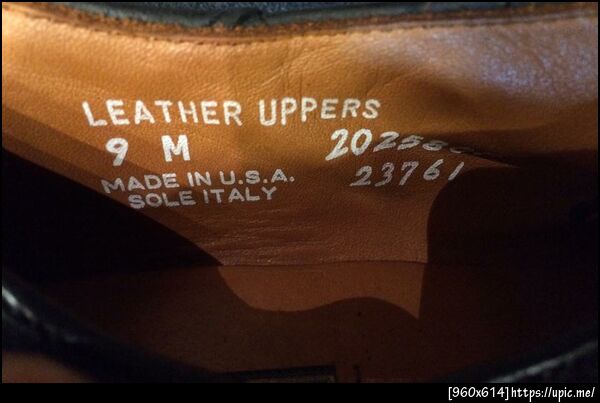 LEATHER UPPERS
9 M
MADE IN U.S.A. 23761
SOLE ITALY
[960x614]https://upic.me/